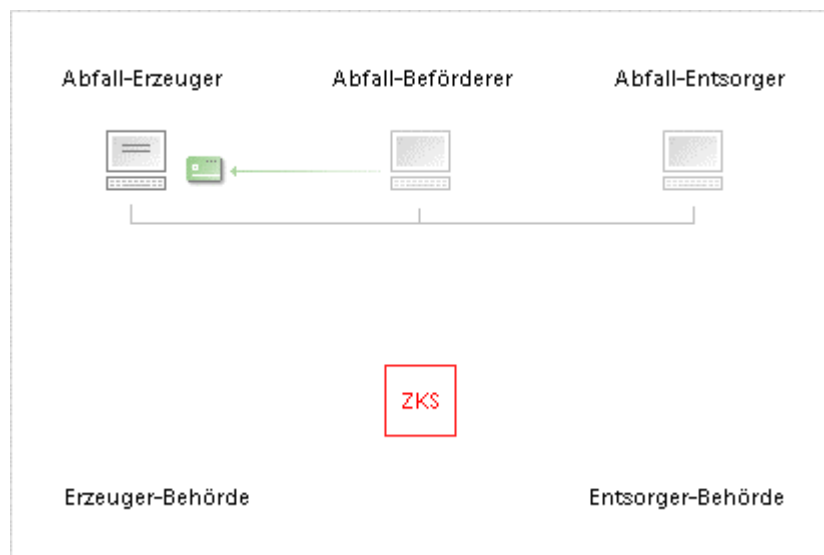 Abfall-Erzeuger Abfall-Beförderer Abfall-Entsorger
ZKS
Erzeuger-Behörde Entsorger-Behörde